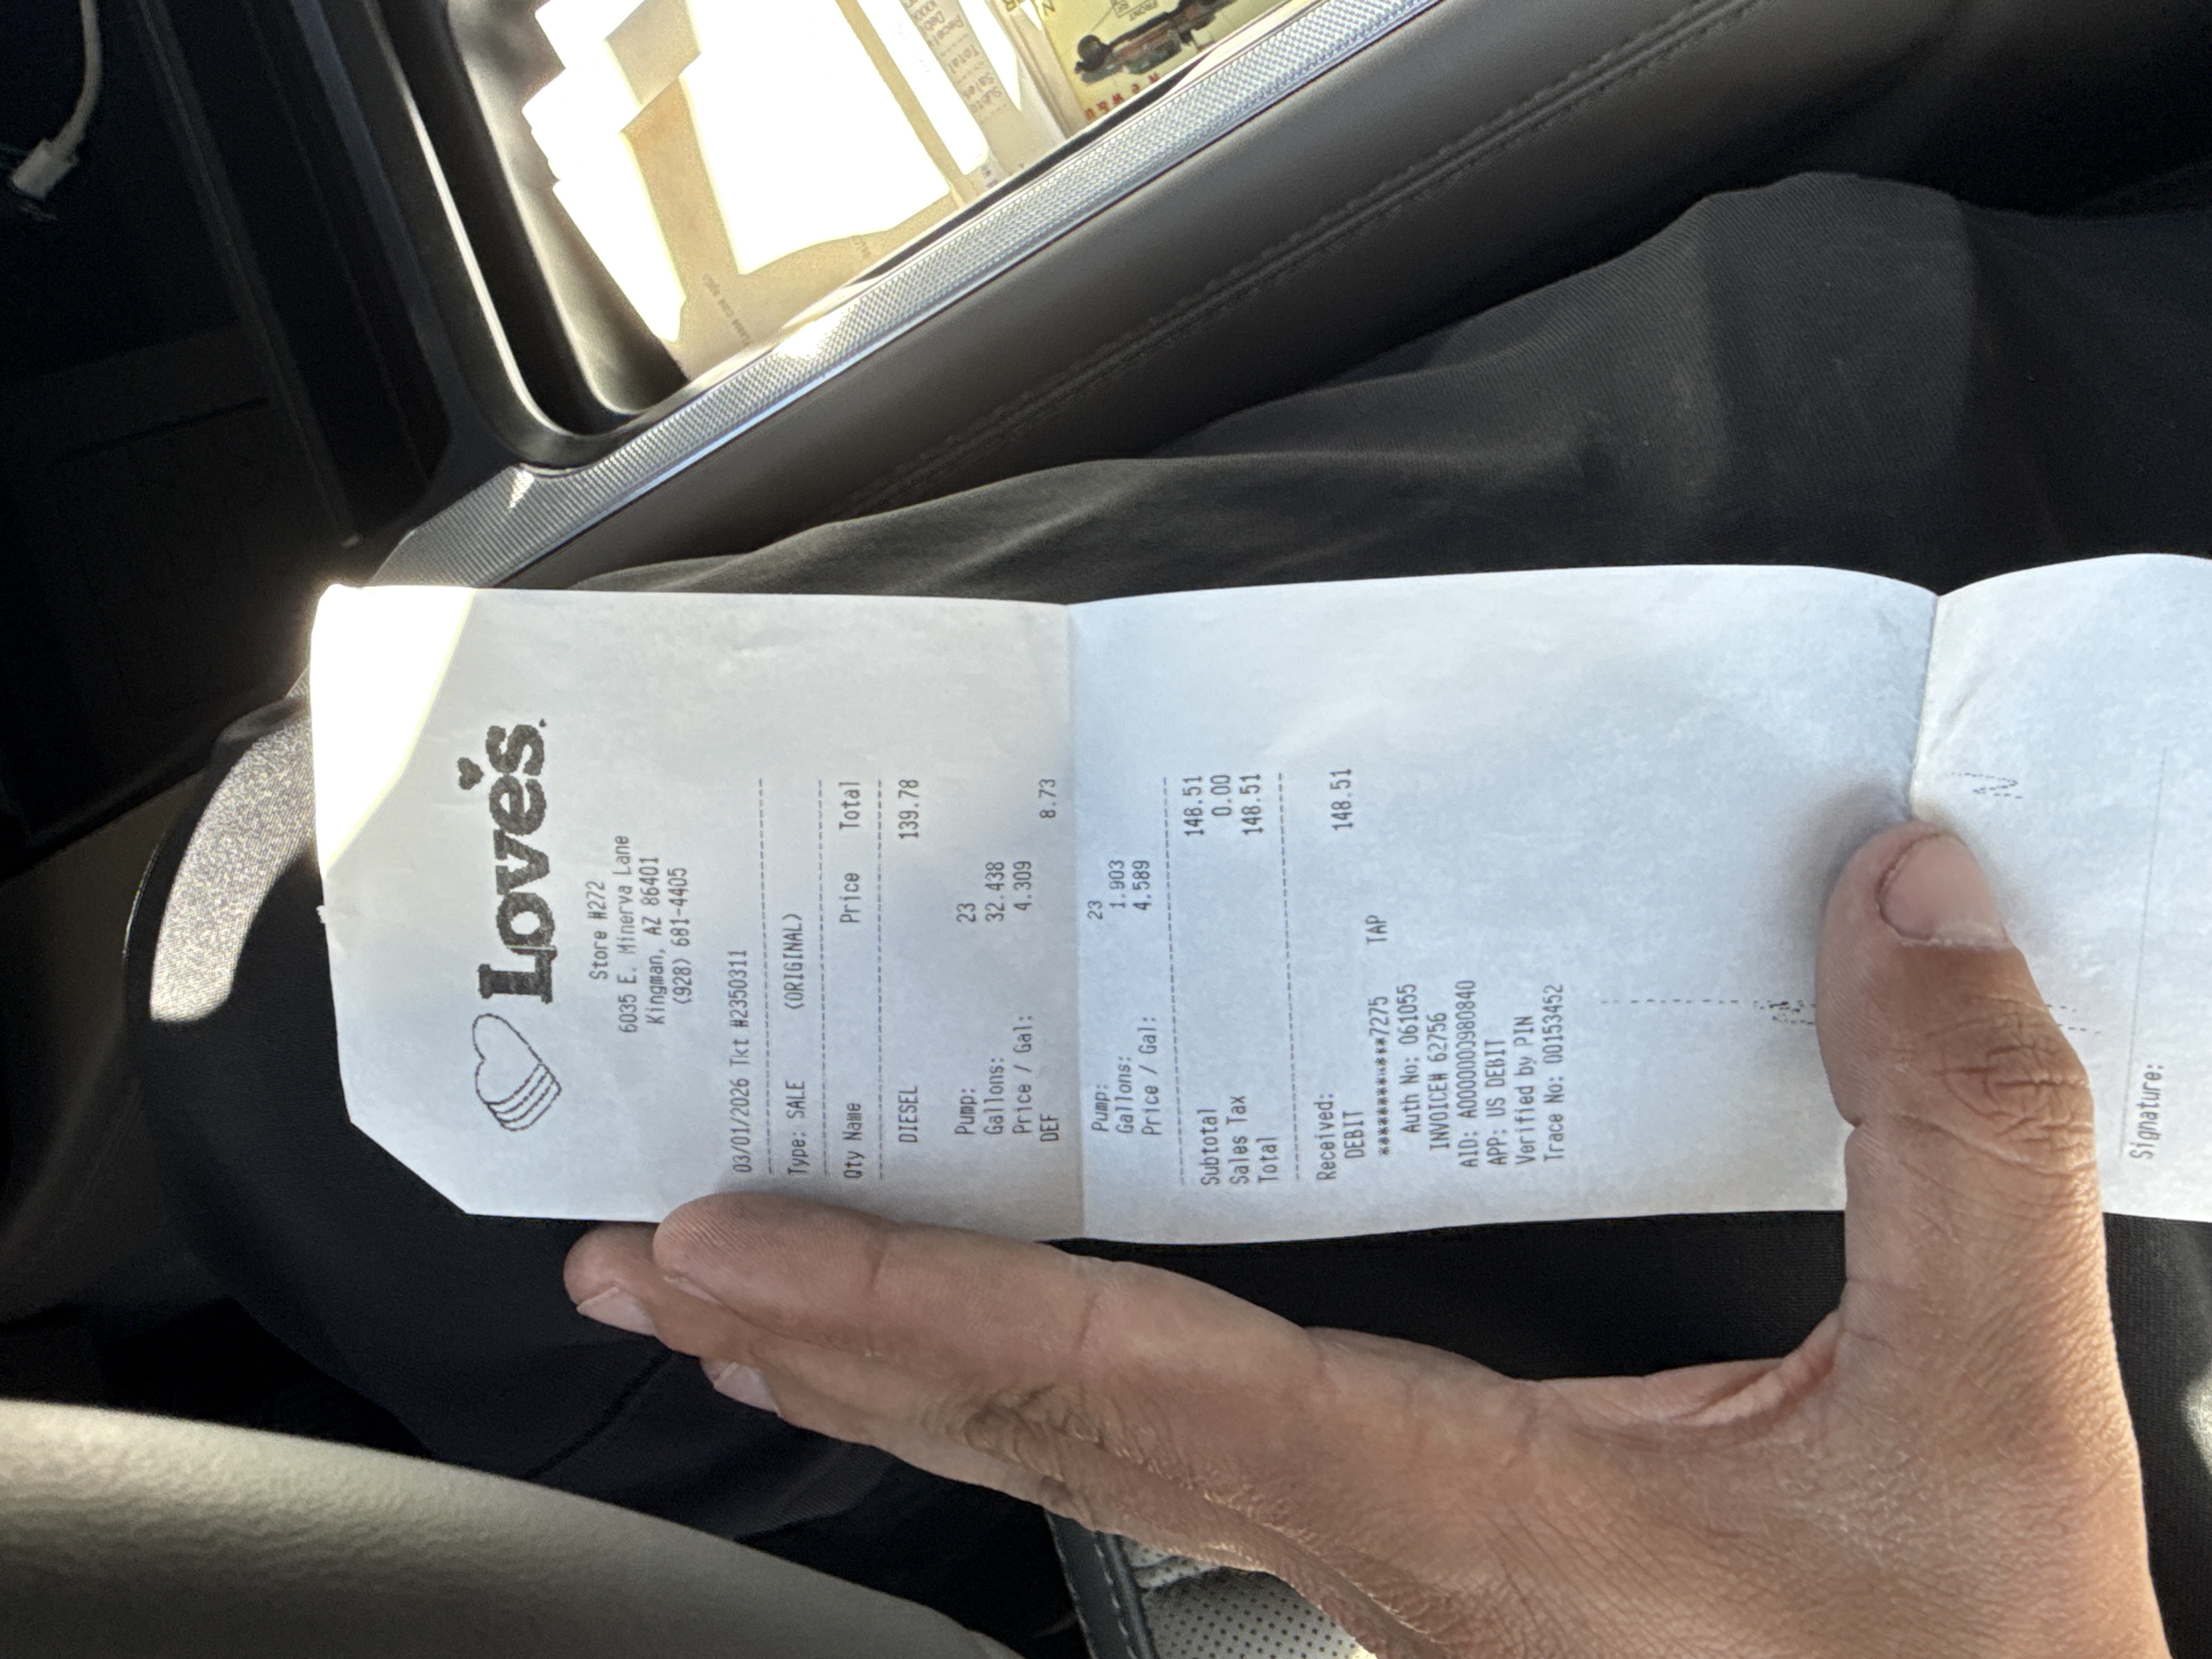 Love's
Store #272
6035 E. Minerva Lane
Kingman, AZ 86401
(928) 681-4405
03/01/2026 Tkt #2350311
Type: SALE (ORIGINAL)
Qty Name Price Total
DIESEL 139.78
Pump: 23
Gallons: 32.438
Price / Gal: 4.309
DEF 8.73
Pump: 23
Gallons: 1.903
Price / Gal: 4.589
Subtotal 148.51
Sales Tax 0.00
Total 148.51
Received:
DEBIT 148.51
************7275 TAP
Auth No: 061055
INVOICE# 62756
AID: A0000000980840
APP: US DEBIT
Verified by PIN
Trace No: 00153452
Signature:
Total
FRONT